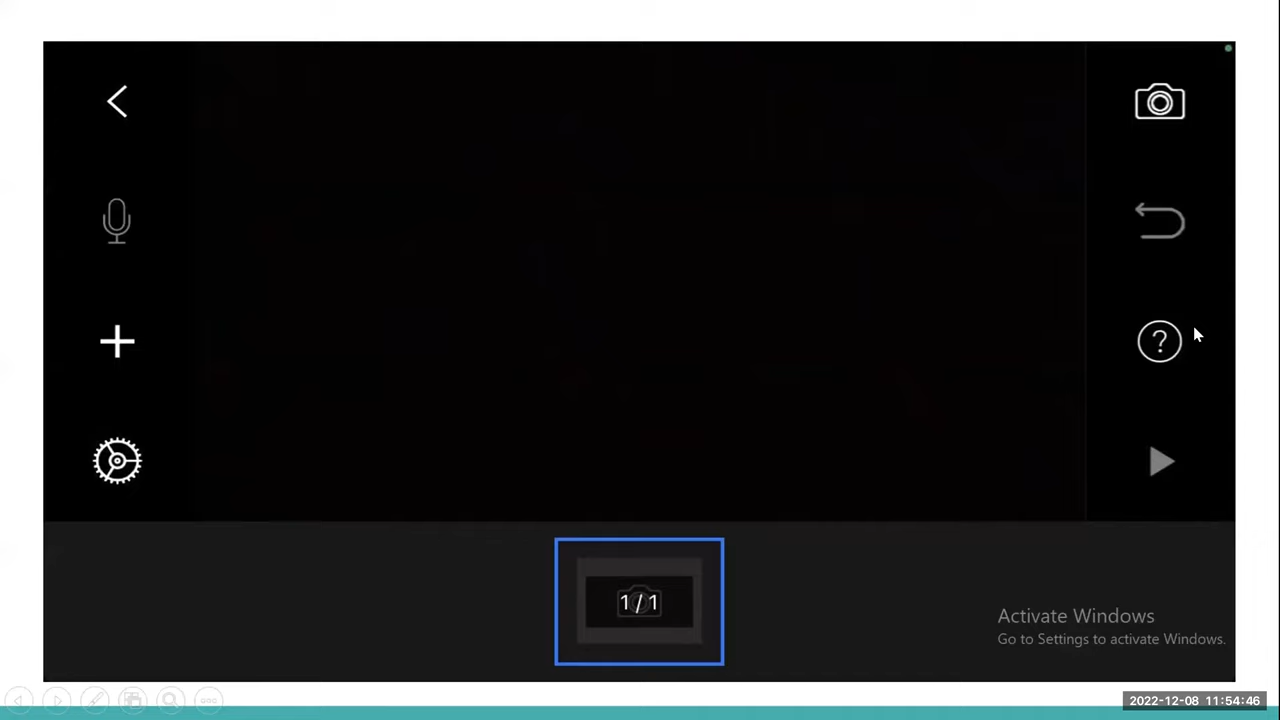 ?
1/1
Activate Windows
Go to Settings to activate Windows.
2022-12-08 11:54:46